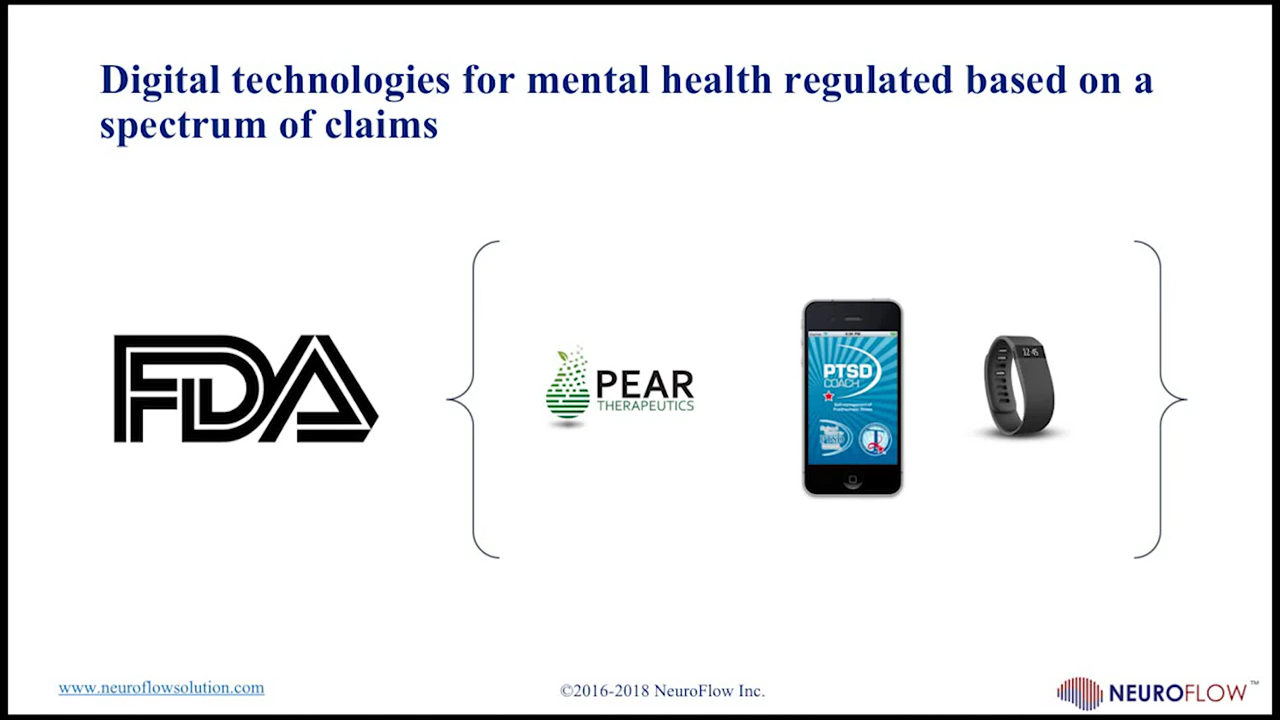 Digital technologies for mental health regulated based on a
spectrum of claims
FDA
PEAR
THERAPEUTICS
PTSD
COACH
12:45
www.neuroflowsolution.com
©2016-2018 NeuroFlow Inc.
NEUROFLOW™